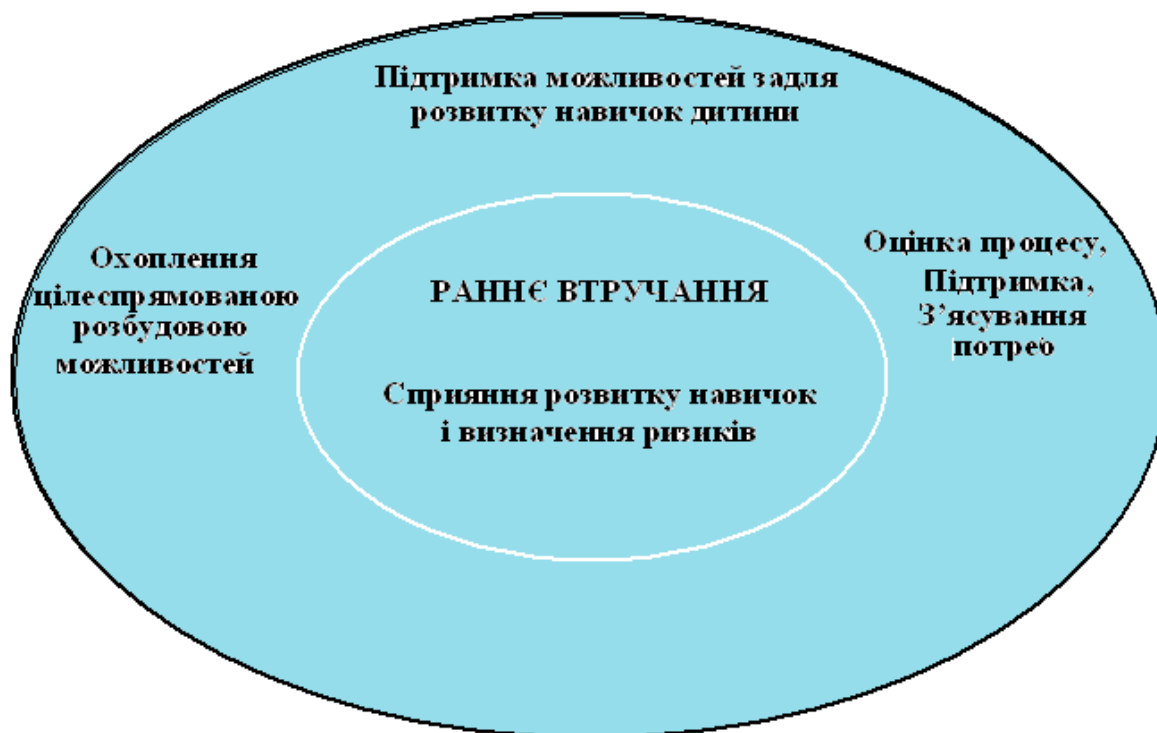 Підтримка можливостей задля
розвитку навичок дитини
Охоплення
цілеспрямованою
розбудовою
можливостей
РАННЄ ВТРУЧАННЯ
Сприяння розвитку навичок
і визначення ризиків
Оцінка процесу,
Підтримка,
З’ясування
потреб